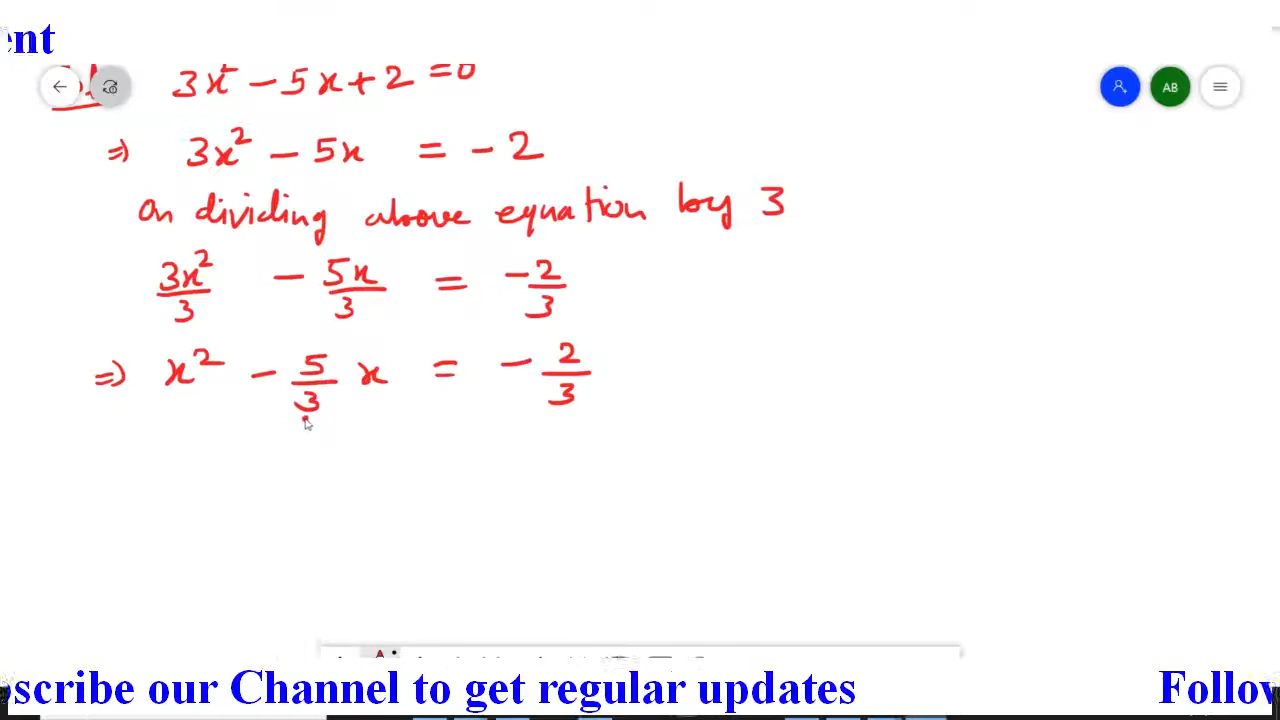 ent
3x² - 5x + 2 = 0
⇒ 3x² - 5x = - 2
On dividing above equation by 3
3x²/3 - 5x/3 = -2/3
⇒ x² - 5/3 x = - 2/3
AB
scribe our Channel to get regular updates Follow